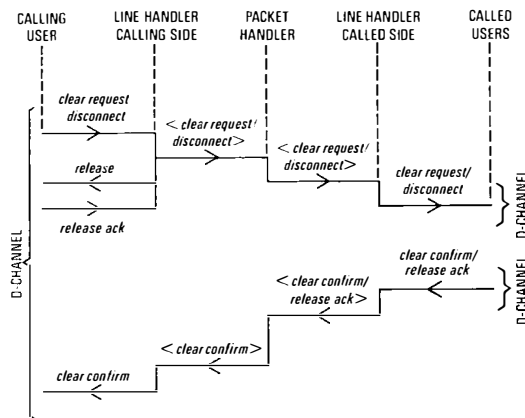 CALLING
USER
LINE HANDLER
CALLING SIDE
PACKET
HANDLER
LINE HANDLER
CALLED SIDE
CALLED
USERS
clear request
disconnect
< clear request/
disconnect>
< clear request/
disconnect>
clear request/
disconnect
release
release ack
D-CHANNEL
D-CHANNEL
clear confirm/
release ack
< clear confirm/
release ack>
< clear confirm>
clear confirm
D-CHANNEL